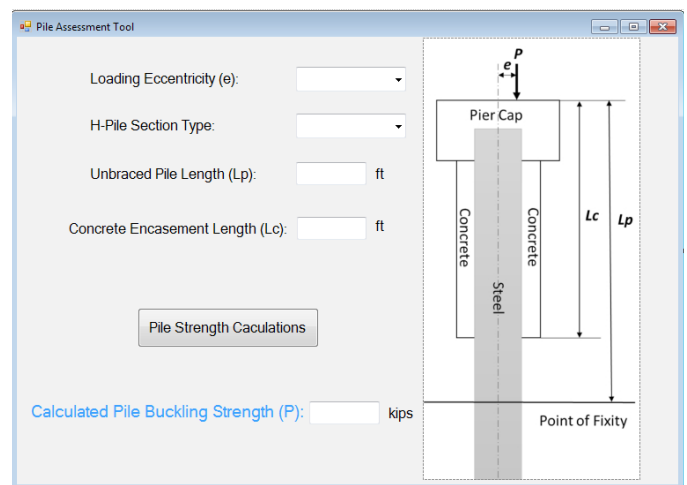 Pile Assessment Tool
Loading Eccentricity (e):
H-Pile Section Type:
Unbraced Pile Length (Lp):
ft
Concrete Encasement Length (Lc):
ft
Pile Strength Caculations
Calculated Pile Buckling Strength (P):
kips
P
e
Pier Cap
Concrete
Concrete
Steel
Lc
Lp
Point of Fixity